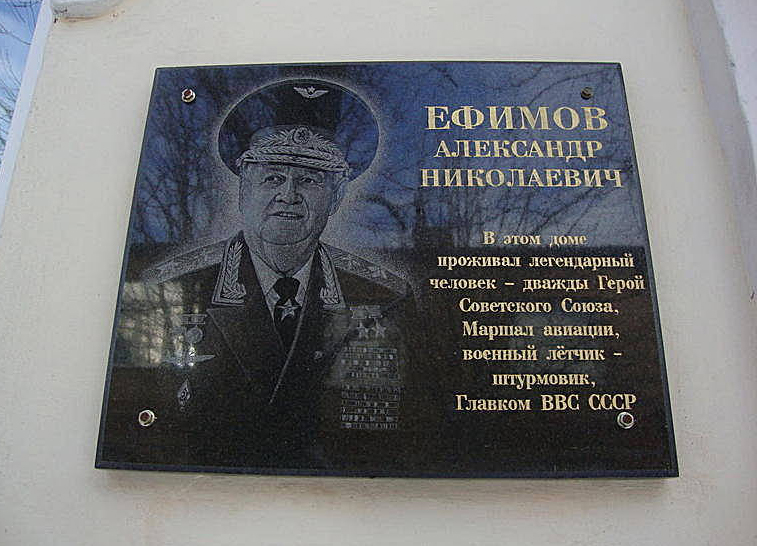 ЕФИМОВ
АЛЕКСАНДР
НИКОЛАЕВИЧ
В этом доме
проживал легендарный
человек – дважды Герой
Советского Союза,
Маршал авиации,
военный лётчик –
штурмовик,
Главком ВВС СССР